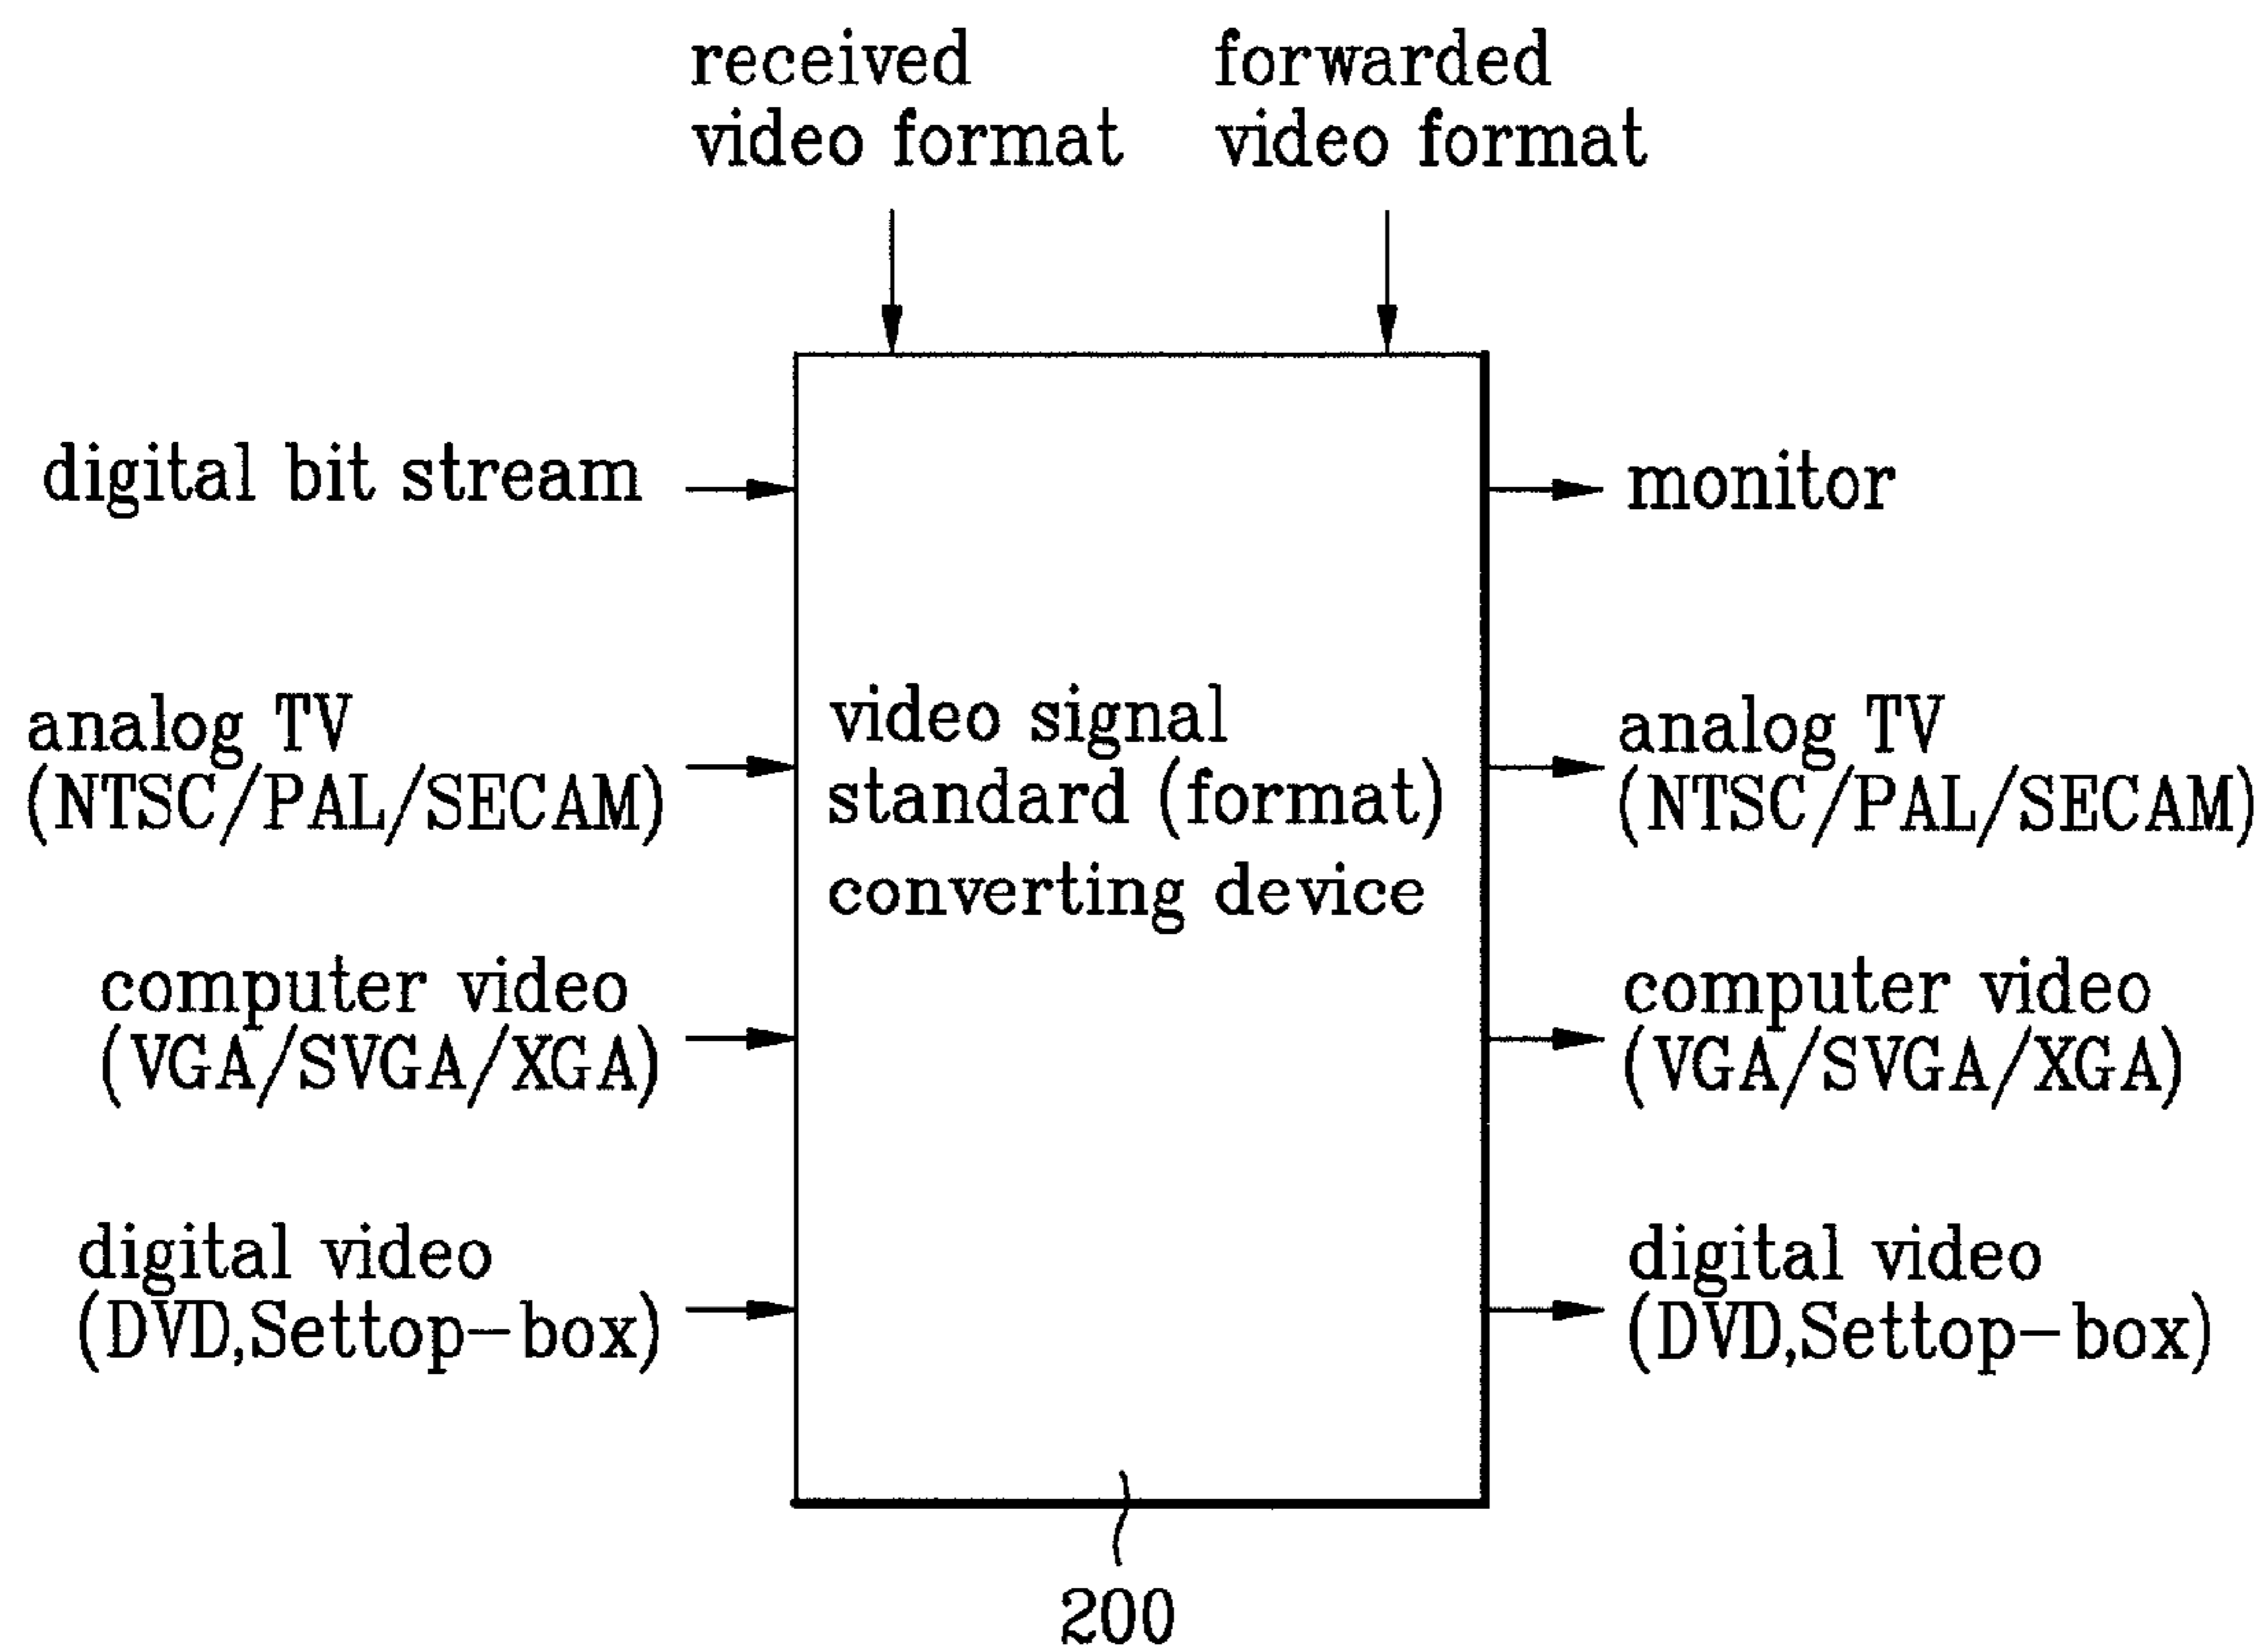 received
video format
forwarded
video format
digital bit stream
analog TV
(NTSC/PAL/SECAM)
computer video
(VGA/SVGA/XGA)
digital video
(DVD,Settop-box)
video signal
standard (format)
converting device
monitor
analog TV
(NTSC/PAL/SECAM)
computer video
(VGA/SVGA/XGA)
digital video
(DVD,Settop-box)
200